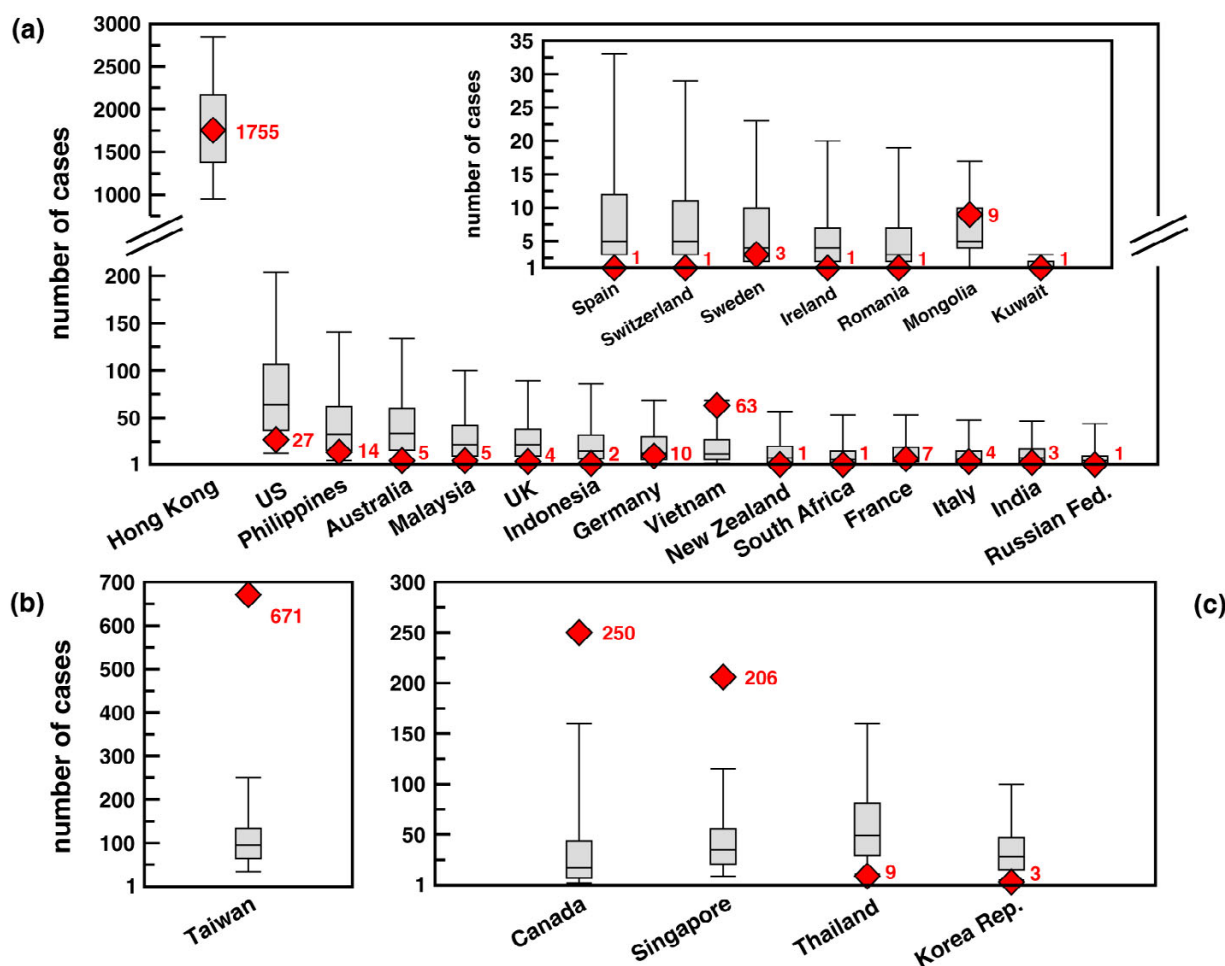 (a)
number of cases
3000
2500
2000
1500
1000
200
150
100
50
1
1755
27
14
5
5
4
2
10
63
1
1
7
4
3
1
Hong Kong
US
Philippines
Australia
Malaysia
UK
Indonesia
Germany
Vietnam
New Zealand
South Africa
France
Italy
India
Russian Fed.
number of cases
35
30
25
20
15
10
5
1
1
1
3
1
1
9
1
Spain
Switzerland
Sweden
Ireland
Romania
Mongolia
Kuwait
(b)
number of cases
700
600
500
400
300
200
100
1
671
Taiwan
(c)
300
250
200
150
100
50
1
250
206
9
3
Canada
Singapore
Thailand
Korea Rep.